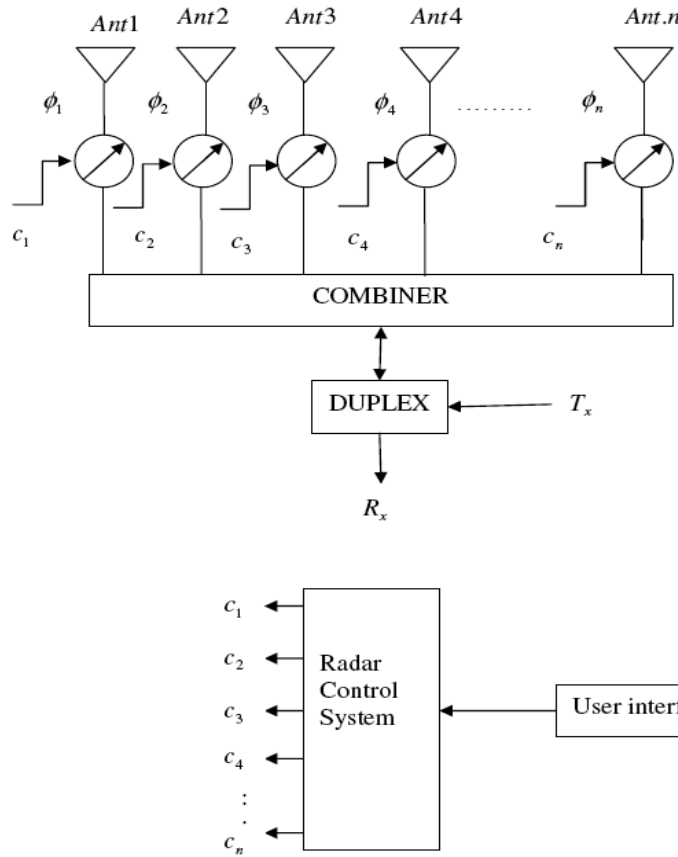 Ant1 Ant2 Ant3 Ant4 Ant.n
ϕ₁ ϕ₂ ϕ₃ ϕ₄ ......... ϕₙ
c₁ c₂ c₃ c₄ cₙ
COMBINER
DUPLEX
Tₓ
Rₓ
c₁
c₂
c₃
c₄
⋮
cₙ
Radar
Control
System
User interf